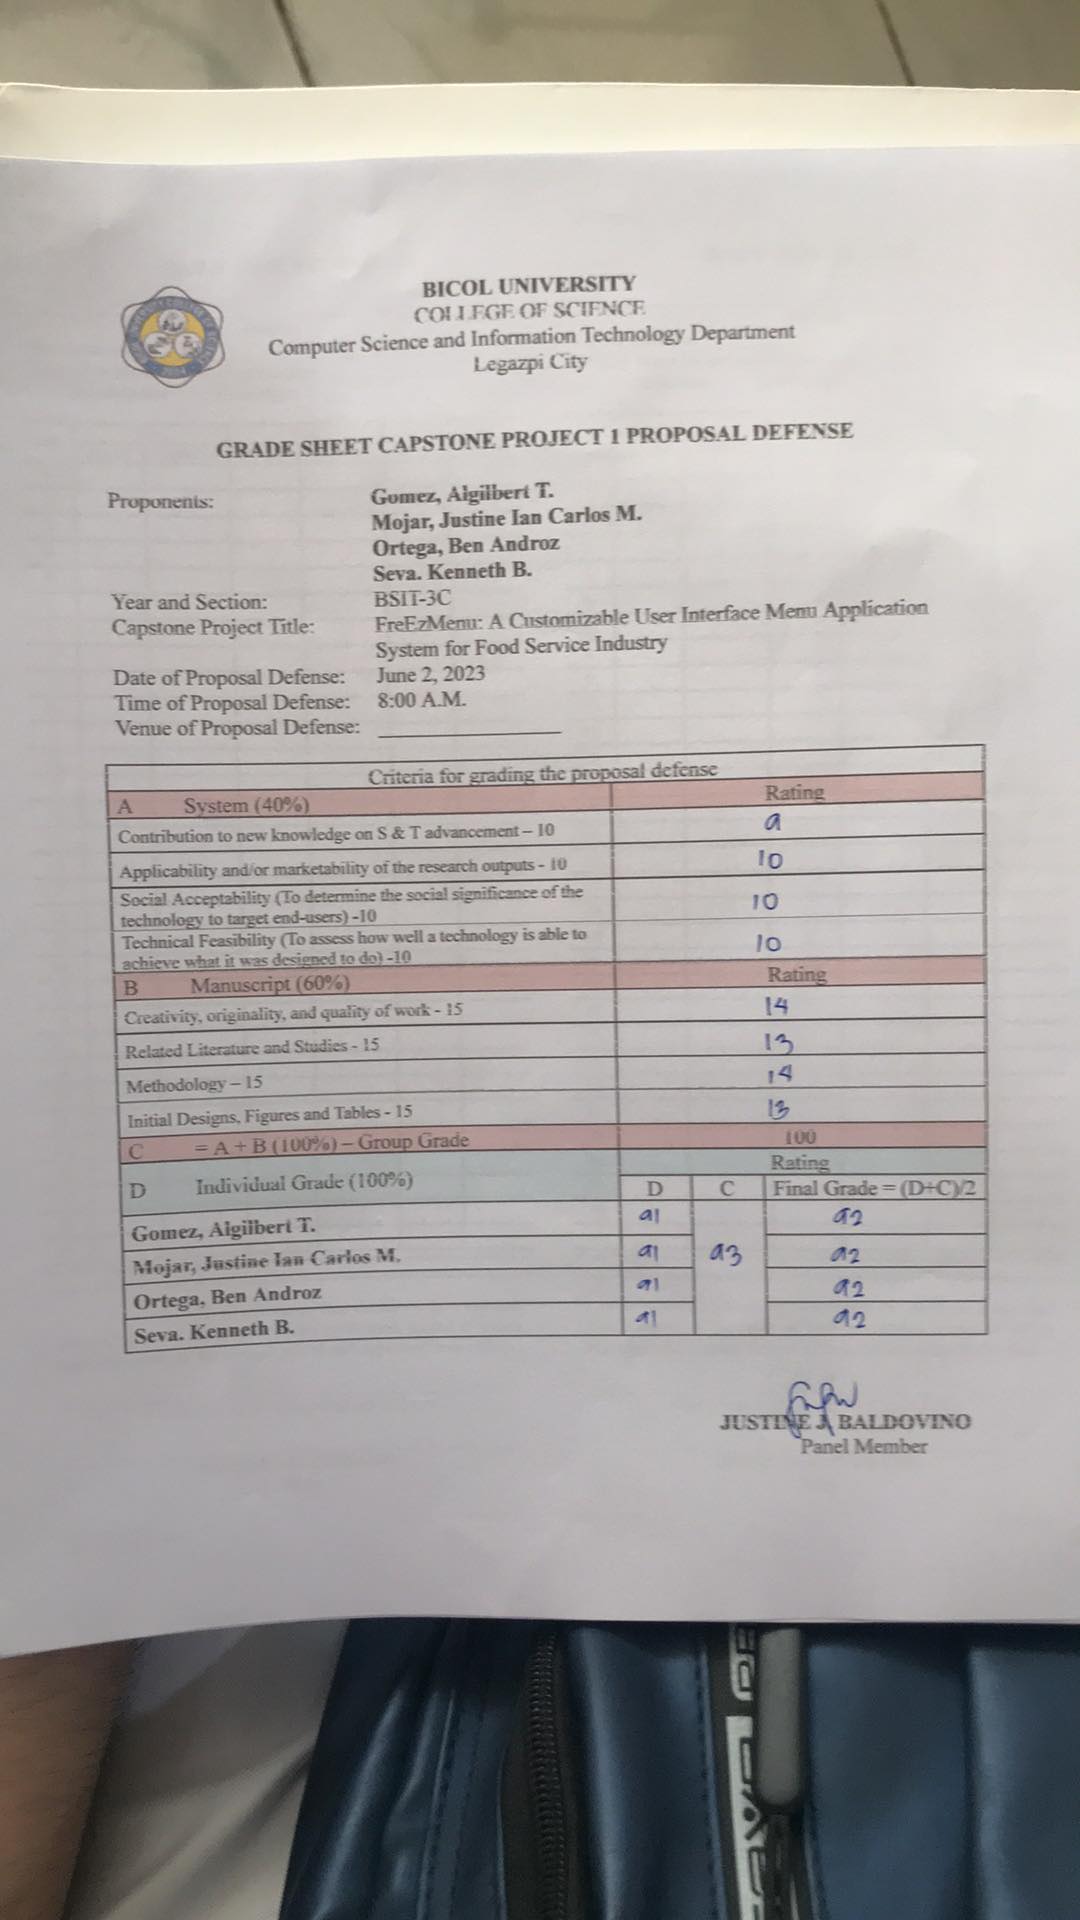 BICOL UNIVERSITY
COLLEGE OF SCIENCE
Computer Science and Information Technology Department
Legazpi City
GRADE SHEET CAPSTONE PROJECT 1 PROPOSAL DEFENSE
Proponents: Gomez, Algilbert T.
Mojar, Justine Ian Carlos M.
Ortega, Ben Androz
Seva. Kenneth B.
Year and Section: BSIT-3C
Capstone Project Title: FreEzMenu: A Customizable User Interface Menu Application
System for Food Service Industry
Date of Proposal Defense: June 2, 2023
Time of Proposal Defense: 8:00 A.M.
Venue of Proposal Defense:
Criteria for grading the proposal defense
A System (40%) Rating
Contribution to new knowledge on S & T advancement – 10 9
Applicability and/or marketability of the research outputs - 10 10
Social Acceptability (To determine the social significance of the
technology to target end-users) -10 10
Technical Feasibility (To assess how well a technology is able to
achieve what it was designed to do) -10 10
B Manuscript (60%) Rating
Creativity, originality, and quality of work - 15 14
Related Literature and Studies - 15 13
Methodology – 15 14
Initial Designs, Figures and Tables - 15 13
C = A + B (100%) – Group Grade 100
D Individual Grade (100%) Rating
D C Final Grade = (D+C)/2
Gomez, Algilbert T. 91 92
Mojar, Justine Ian Carlos M. 91 93 92
Ortega, Ben Androz 91 92
Seva. Kenneth B. 91 92
JUSTINE J. BALDOVINO
Panel Member